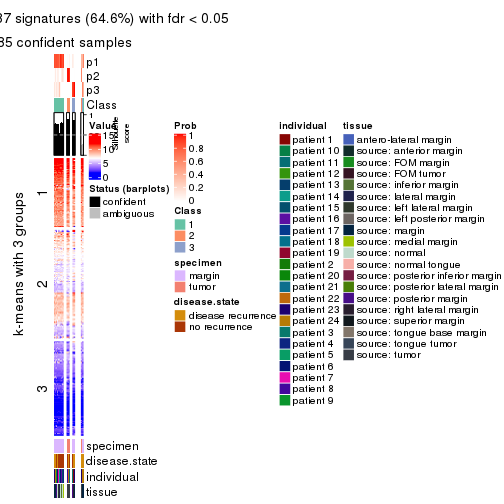 37 signatures (64.6%) with fdr < 0.05
35 confident samples
p1
p2
p3
Class
1
Silhouette
score
k-means with 3 groups
1
2
3
specimen
disease.state
individual
tissue
Value
15
10
5
0
Status (barplots)
confident
ambiguous
Prob
1
0.8
0.6
0.4
0.2
0
Class
1
2
3
specimen
margin
tumor
disease.state
disease recurrence
no recurrence
individual
patient 1
patient 10
patient 11
patient 12
patient 13
patient 14
patient 15
patient 16
patient 17
patient 18
patient 19
patient 2
patient 20
patient 21
patient 22
patient 23
patient 24
patient 3
patient 4
patient 5
patient 6
patient 7
patient 8
patient 9
tissue
antero-lateral margin
source: anterior margin
source: FOM margin
source: FOM tumor
source: inferior margin
source: lateral margin
source: left lateral margin
source: left posterior margin
source: margin
source: medial margin
source: normal
source: normal tongue
source: posterior inferior margin
source: posterior lateral margin
source: posterior margin
source: right lateral margin
source: superior margin
source: tongue base margin
source: tongue tumor
source: tumor